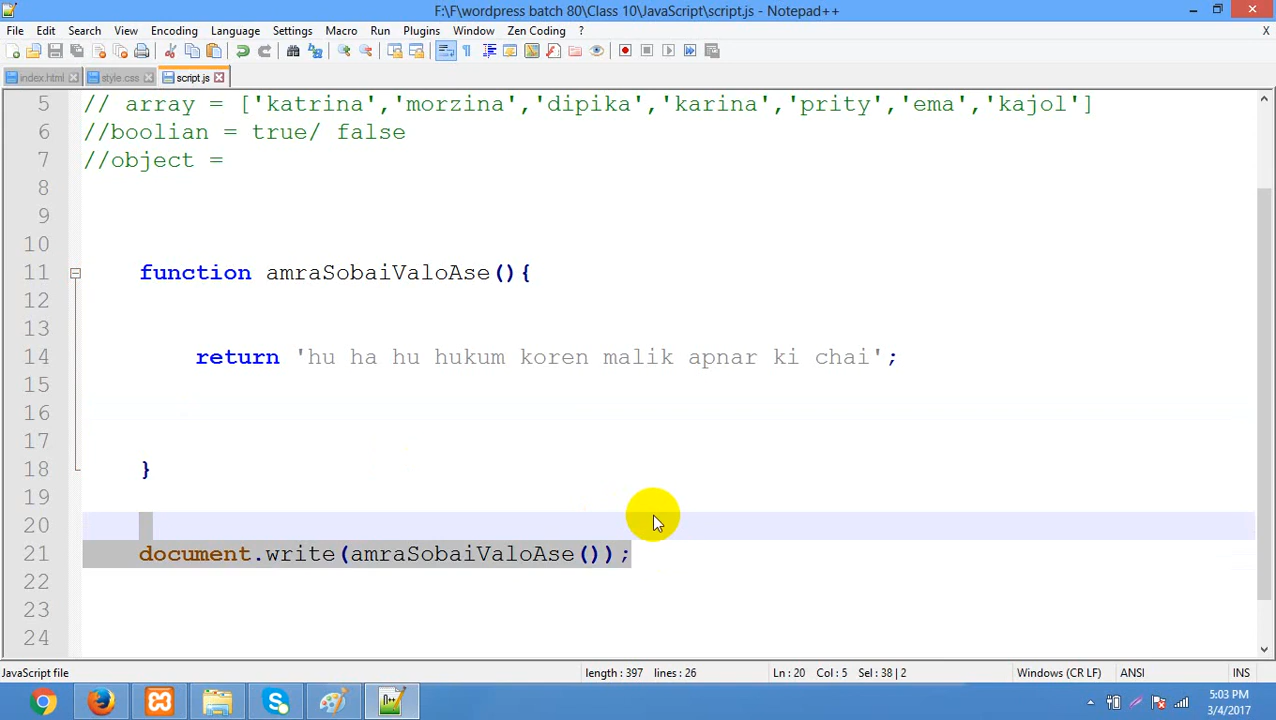 F:\F\wordpress batch 80\Class 10\JavaScript\script.js - Notepad++
File Edit Search View Encoding Language Settings Macro Run Plugins Window Zen Coding ? X
index.html style.css script.js
5 // array = ['katrina','morzina','dipika','karina','prity','ema','kajol']
6 //boolian = true/ false
7 //object =
8
9
10
11 function amraSobaiValoAse(){
12
13
14 return 'hu ha hu hukum koren malik apnar ki chai';
15
16
17
18 }
19
20
21 document.write(amraSobaiValoAse());
22
23
24
JavaScript file length : 397 lines : 26 Ln : 20 Col : 5 Sel : 38 | 2 Windows (CR LF) ANSI INS
5:03 PM
3/4/2017